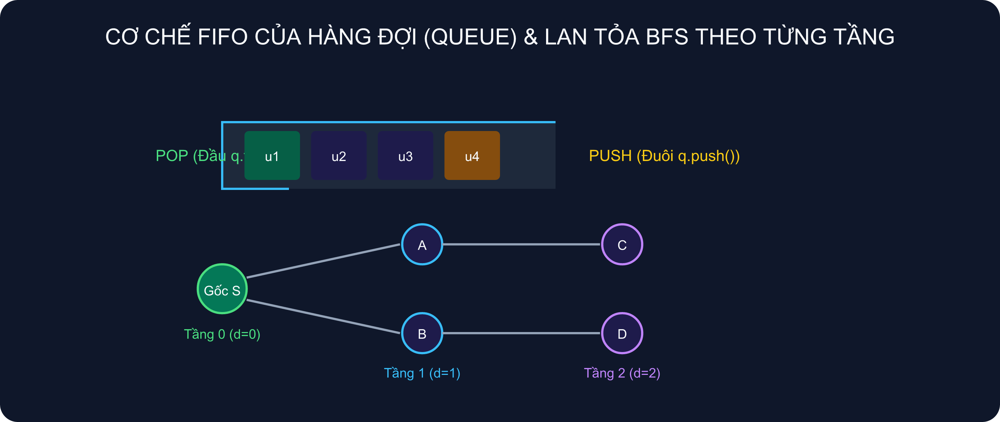 CƠ CHẾ FIFO CỦA HÀNG ĐỢI (QUEUE) & LAN TỎA BFS THEO TỪNG TẦNG
POP (Đầu q. u1 u2 u3 u4 PUSH (Đuôi q.push())
A C
Gốc S
B D
Tầng 0 (d=0)
Tầng 1 (d=1) Tầng 2 (d=2)